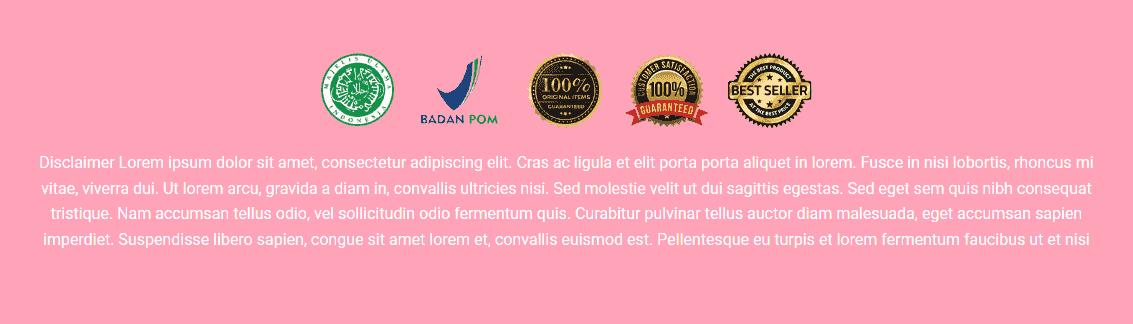 MAJELIS ULAMA
INDONESIA
BADAN POM
100%
ORIGINAL ITEMS
GUARANTEED
CUSTOMER SATISFACTION
100%
GUARANTEED
THE BEST PRODUCT
BEST SELLER
AT THE BEST PRICE
Disclaimer Lorem ipsum dolor sit amet, consectetur adipiscing elit. Cras ac ligula et elit porta porta aliquet in lorem. Fusce in nisi lobortis, rhoncus mi
vitae, viverra dui. Ut lorem arcu, gravida a diam in, convallis ultricies nisi. Sed molestie velit ut dui sagittis egestas. Sed eget sem quis nibh consequat
tristique. Nam accumsan tellus odio, vel sollicitudin odio fermentum quis. Curabitur pulvinar tellus auctor diam malesuada, eget accumsan sapien
imperdiet. Suspendisse libero sapien, congue sit amet lorem et, convallis euismod est. Pellentesque eu turpis et lorem fermentum faucibus ut et nisi